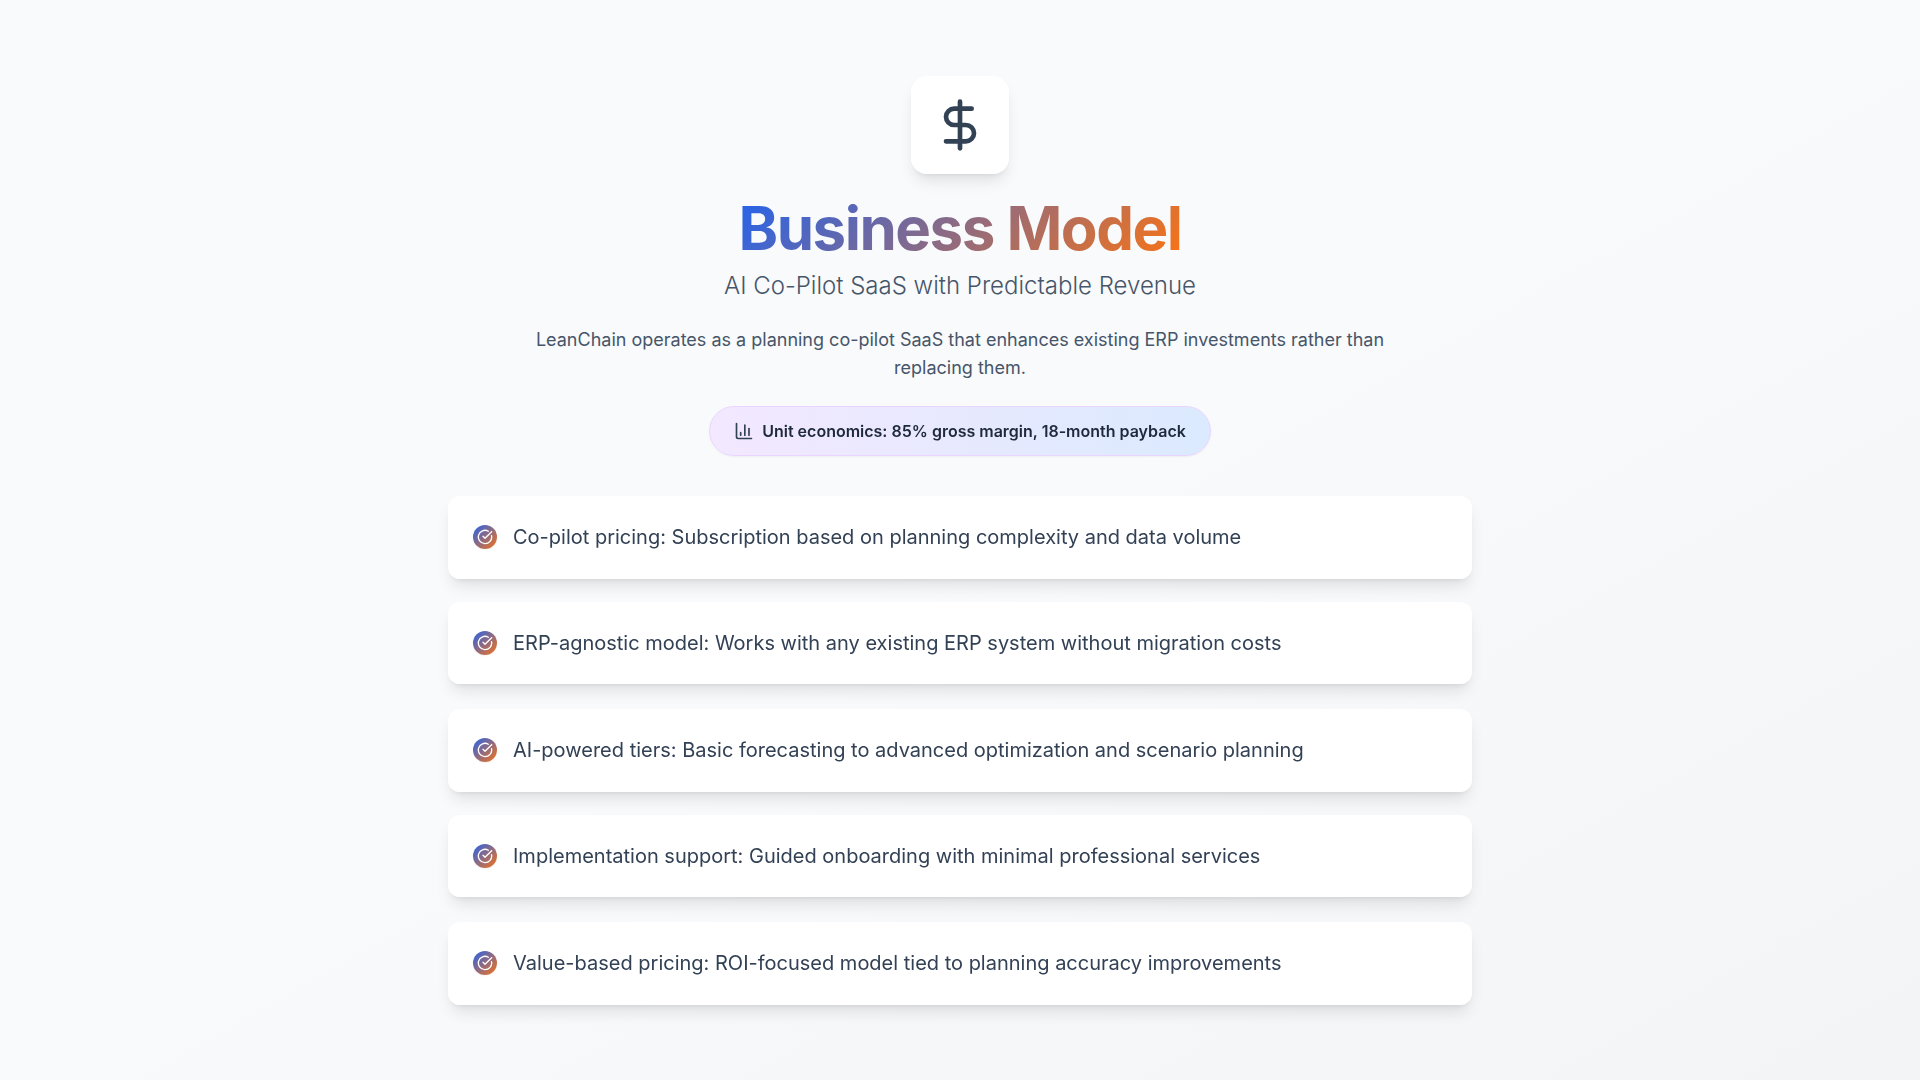 Business Model
AI Co-Pilot SaaS with Predictable Revenue
LeanChain operates as a planning co-pilot SaaS that enhances existing ERP investments rather than
replacing them.
Unit economics: 85% gross margin, 18-month payback
Co-pilot pricing: Subscription based on planning complexity and data volume
ERP-agnostic model: Works with any existing ERP system without migration costs
AI-powered tiers: Basic forecasting to advanced optimization and scenario planning
Implementation support: Guided onboarding with minimal professional services
Value-based pricing: ROI-focused model tied to planning accuracy improvements